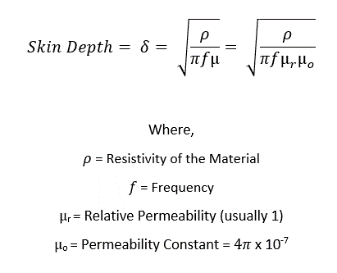 Skin Depth = δ = √(ρ / πfμ) = √(ρ / πfμᵣμₒ)
Where,
ρ = Resistivity of the Material
f = Frequency
μᵣ = Relative Permeability (usually 1)
μₒ = Permeability Constant = 4π x 10⁻⁷